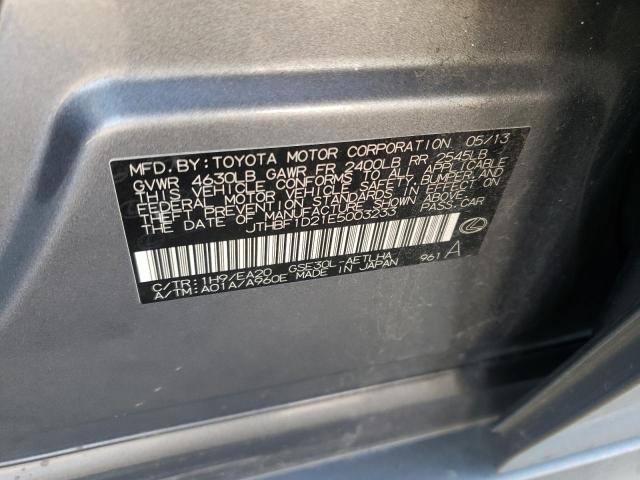 MFD.BY:TOYOTA MOTOR CORPORATION 05/13
GVWR 4630LB GAWR FR 2400LB RR 2545LB
THIS VEHICLE CONFORMS TO ALL APPLICABLE
FEDERAL MOTOR VEHICLE SAFETY,BUMPER,AND
THEFT PREVENTION STANDARDS IN EFFECT ON
THE DATE OF MANUFACTURE SHOWN ABOVE.
JTHBF1D21E5003233 PASS.CAR
C/TR:1H9/EA20 GSE30L-AETLHA 961 A
A/TM:A01A/A960E MADE IN JAPAN